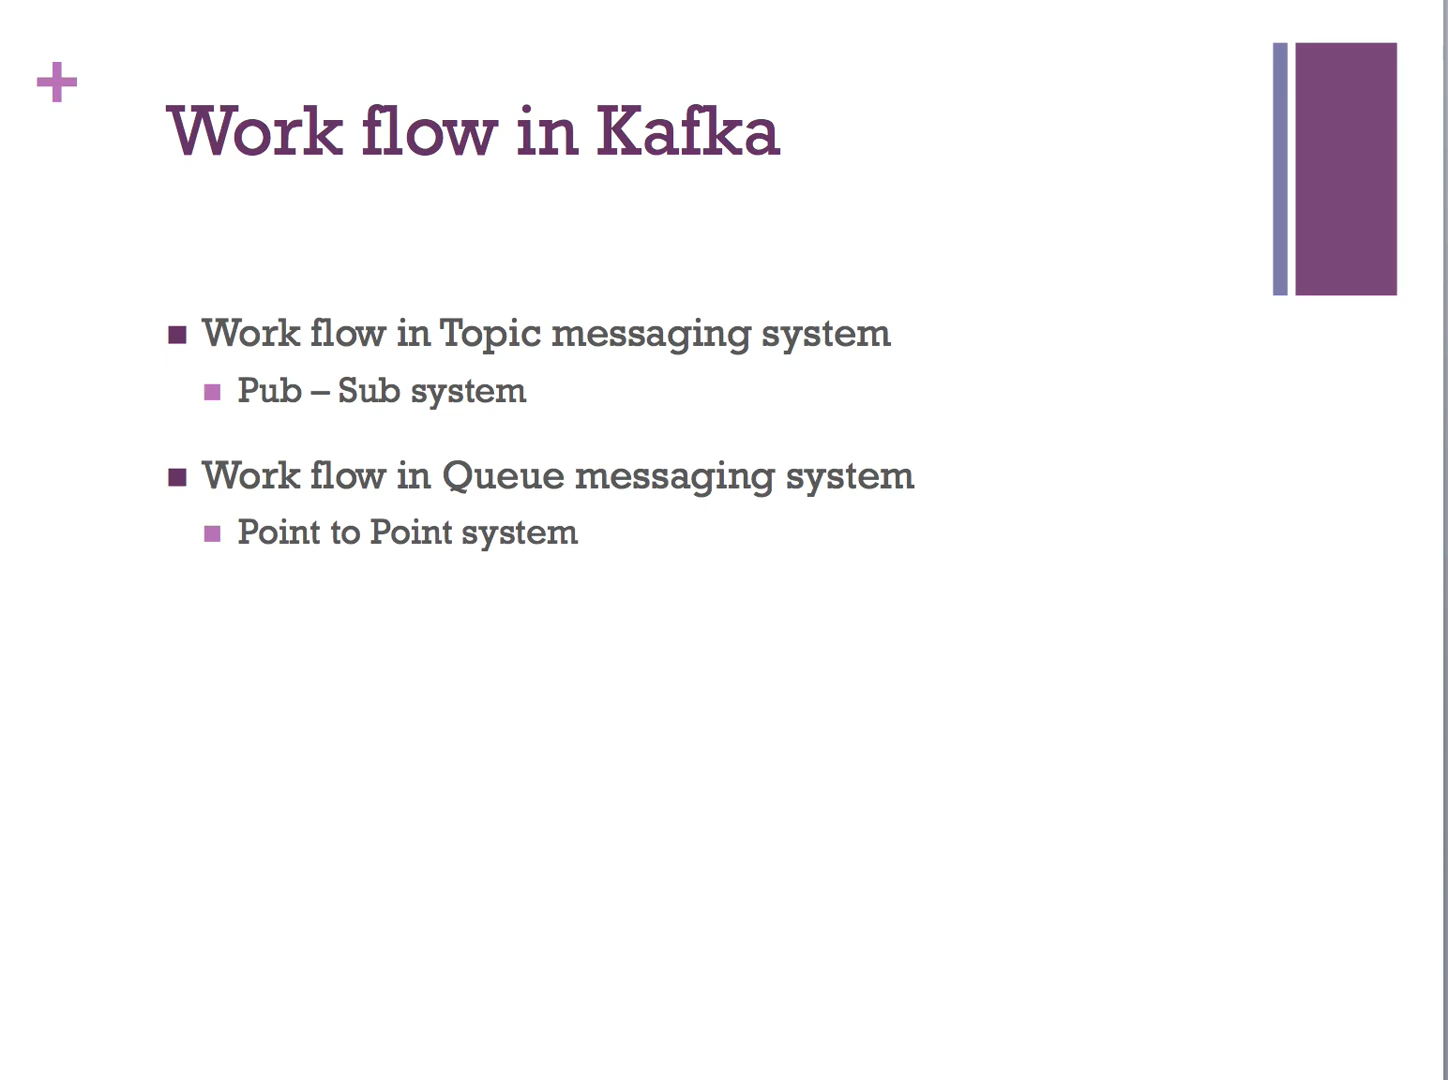 Work flow in Kafka
Work flow in Topic messaging system
Pub – Sub system
Work flow in Queue messaging system
Point to Point system